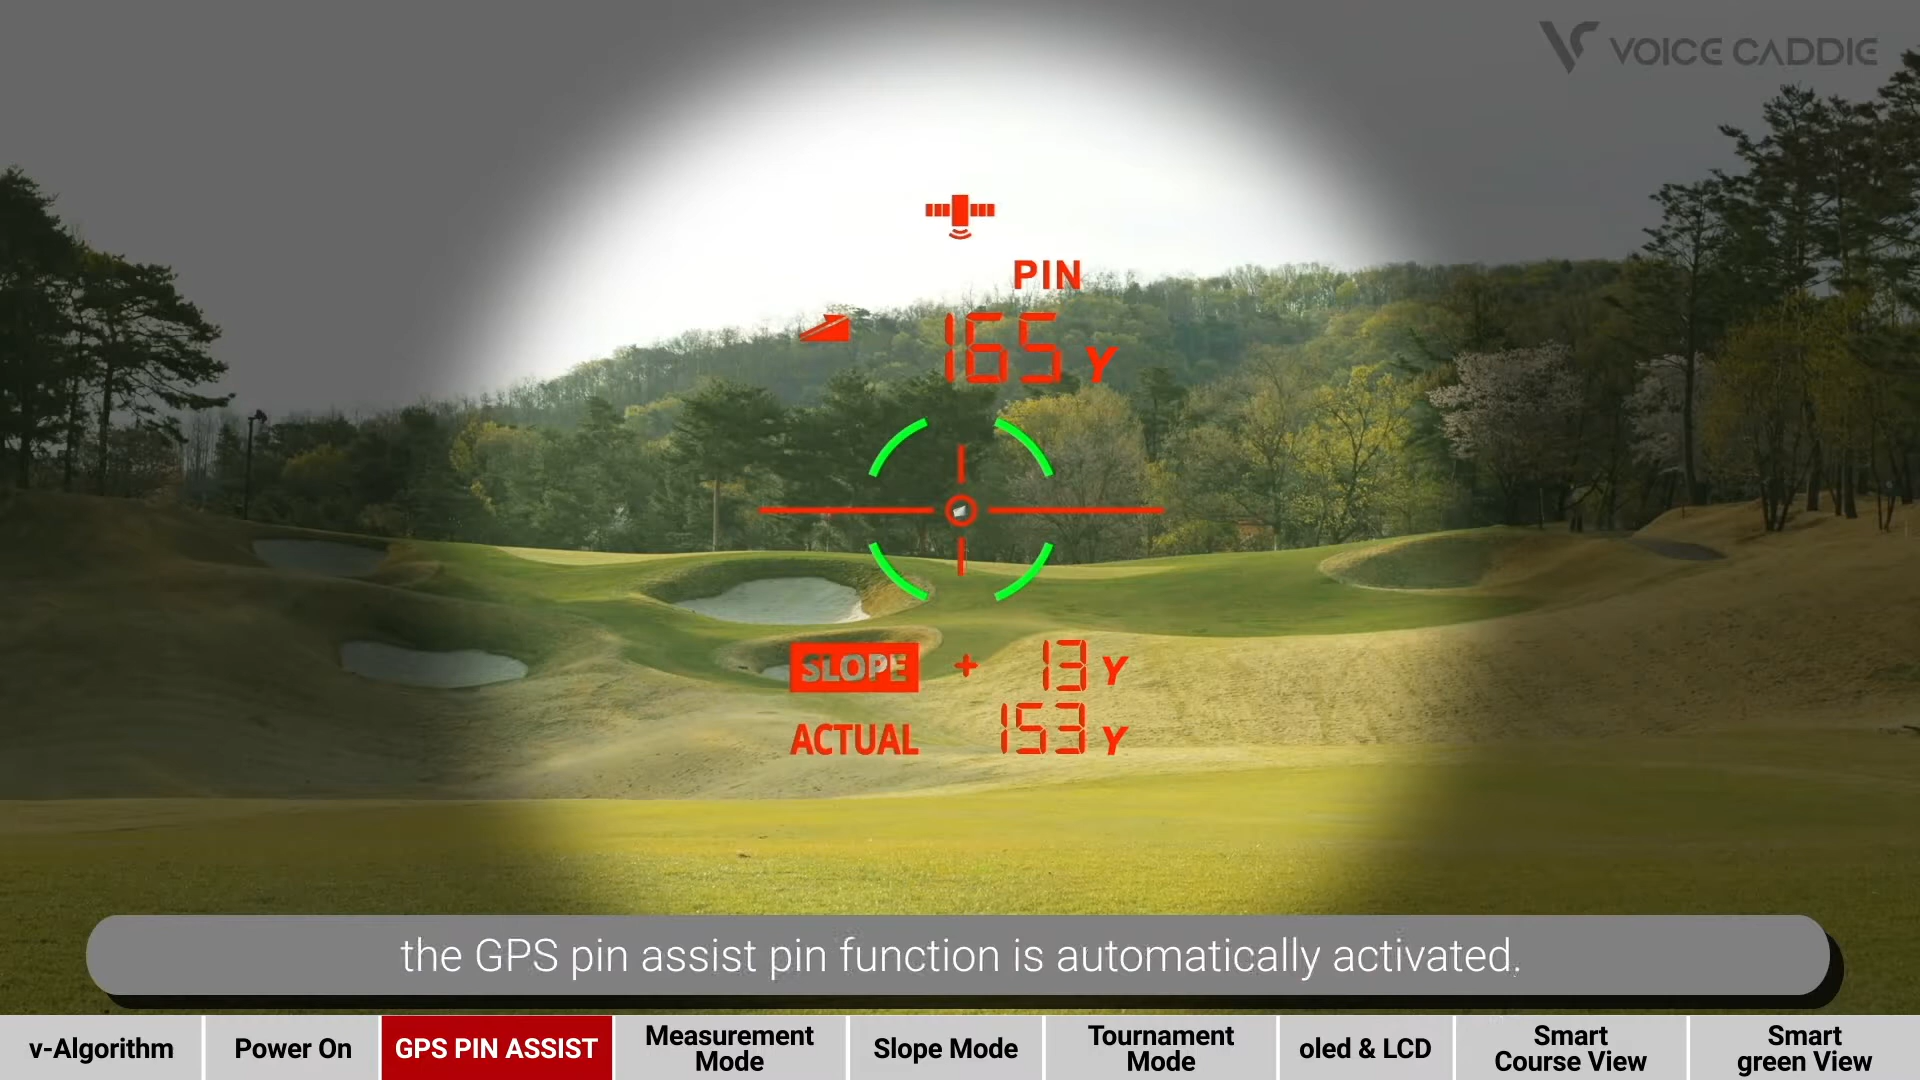 VOICE CADDIE
PIN
165 Y
SLOPE + 13 Y
ACTUAL 153 Y
the GPS pin assist pin function is automatically activated.
v-Algorithm
Power On
GPS PIN ASSIST
Measurement
Mode
Slope Mode
Tournament
Mode
oled & LCD
Smart
Course View
Smart
green View